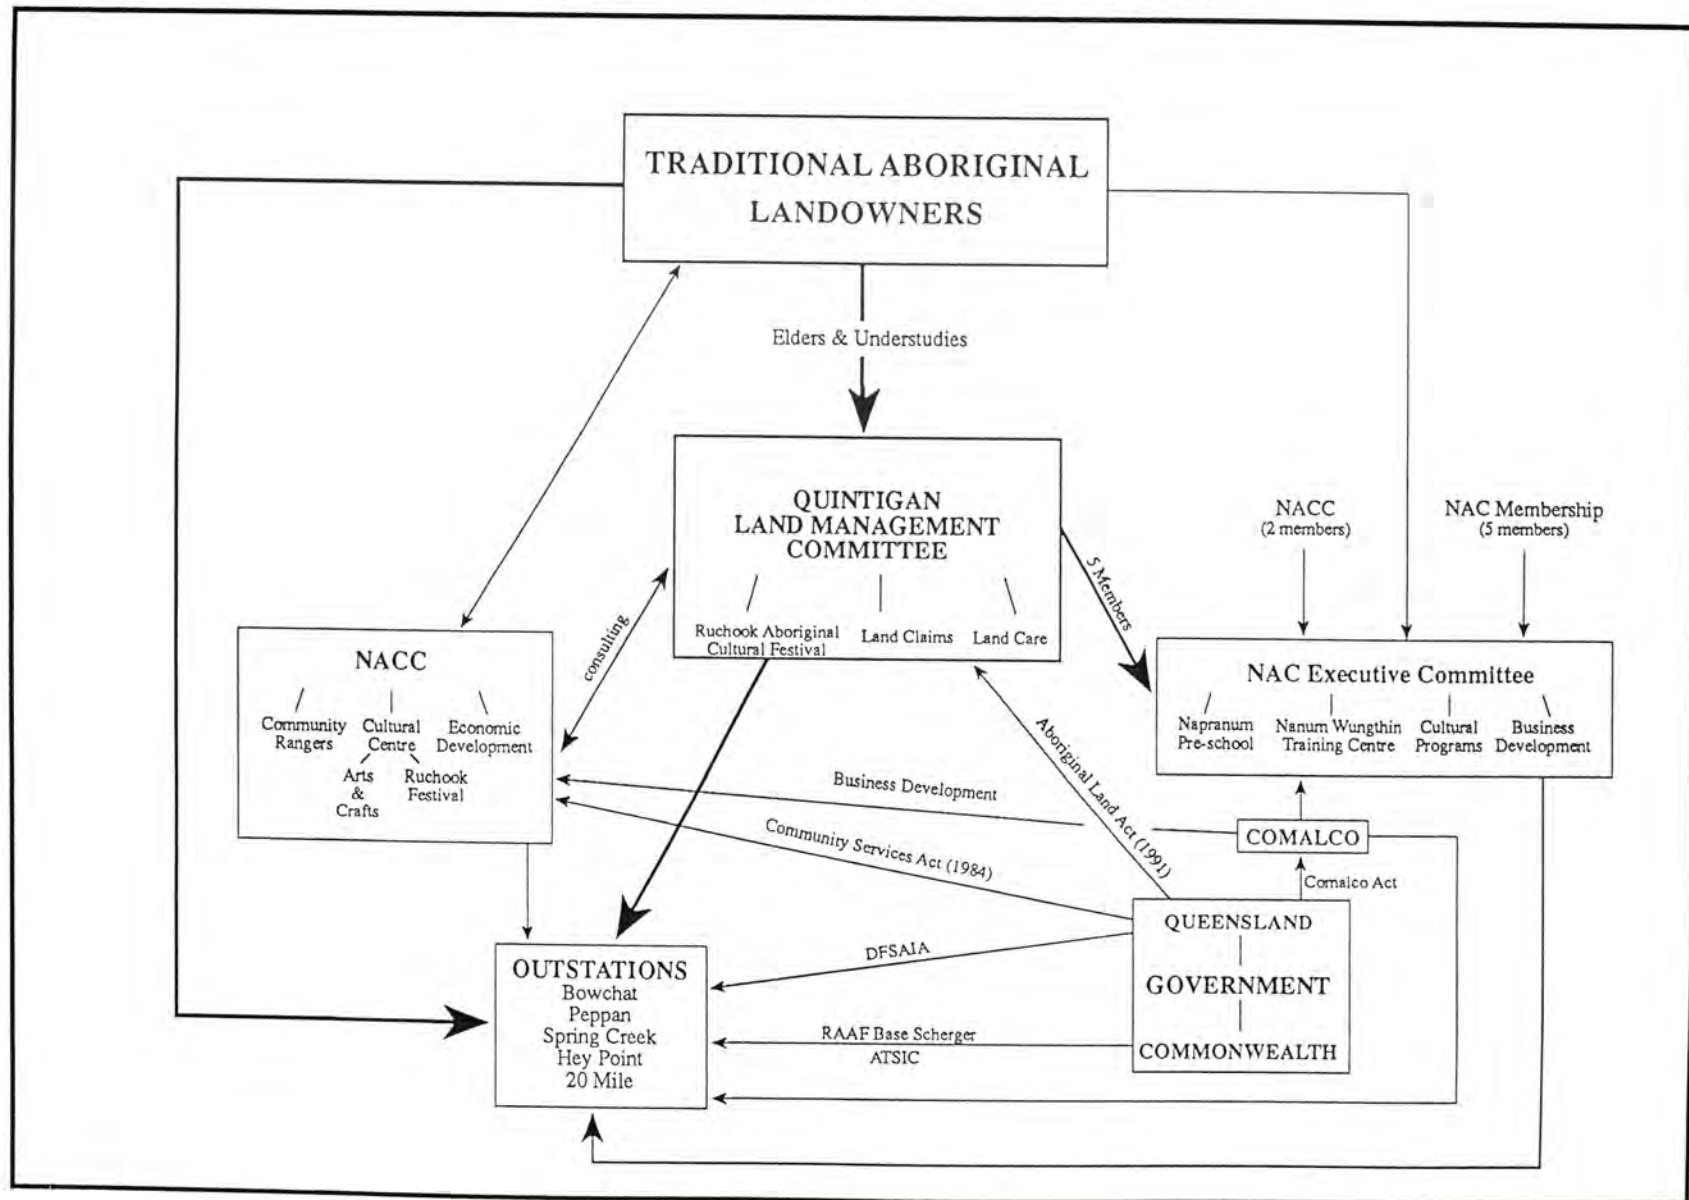 TRADITIONAL ABORIGINAL
LANDOWNERS
Elders & Understudies
QUINTIGAN
LAND MANAGEMENT
COMMITTEE
Ruchook Aboriginal
Cultural Festival
Land Claims
Land Care
consulting
5 Members
NACC
(2 members)
NAC Membership
(5 members)
NACC
Community
Rangers
Cultural
Centre
Economic
Development
Arts
&
Crafts
Ruchook
Festival
NAC Executive Committee
Napranum
Pre-school
Nanum Wungthin
Training Centre
Cultural
Programs
Business
Development
Business Development
Community Services Act (1984)
Aboriginal Land Act (1991)
COMALCO
Comalco Act
QUEENSLAND
GOVERNMENT
COMMONWEALTH
DFSAIA
RAAF Base Scherger
ATSIC
OUTSTATIONS
Bowchat
Peppan
Spring Creek
Hey Point
20 Mile